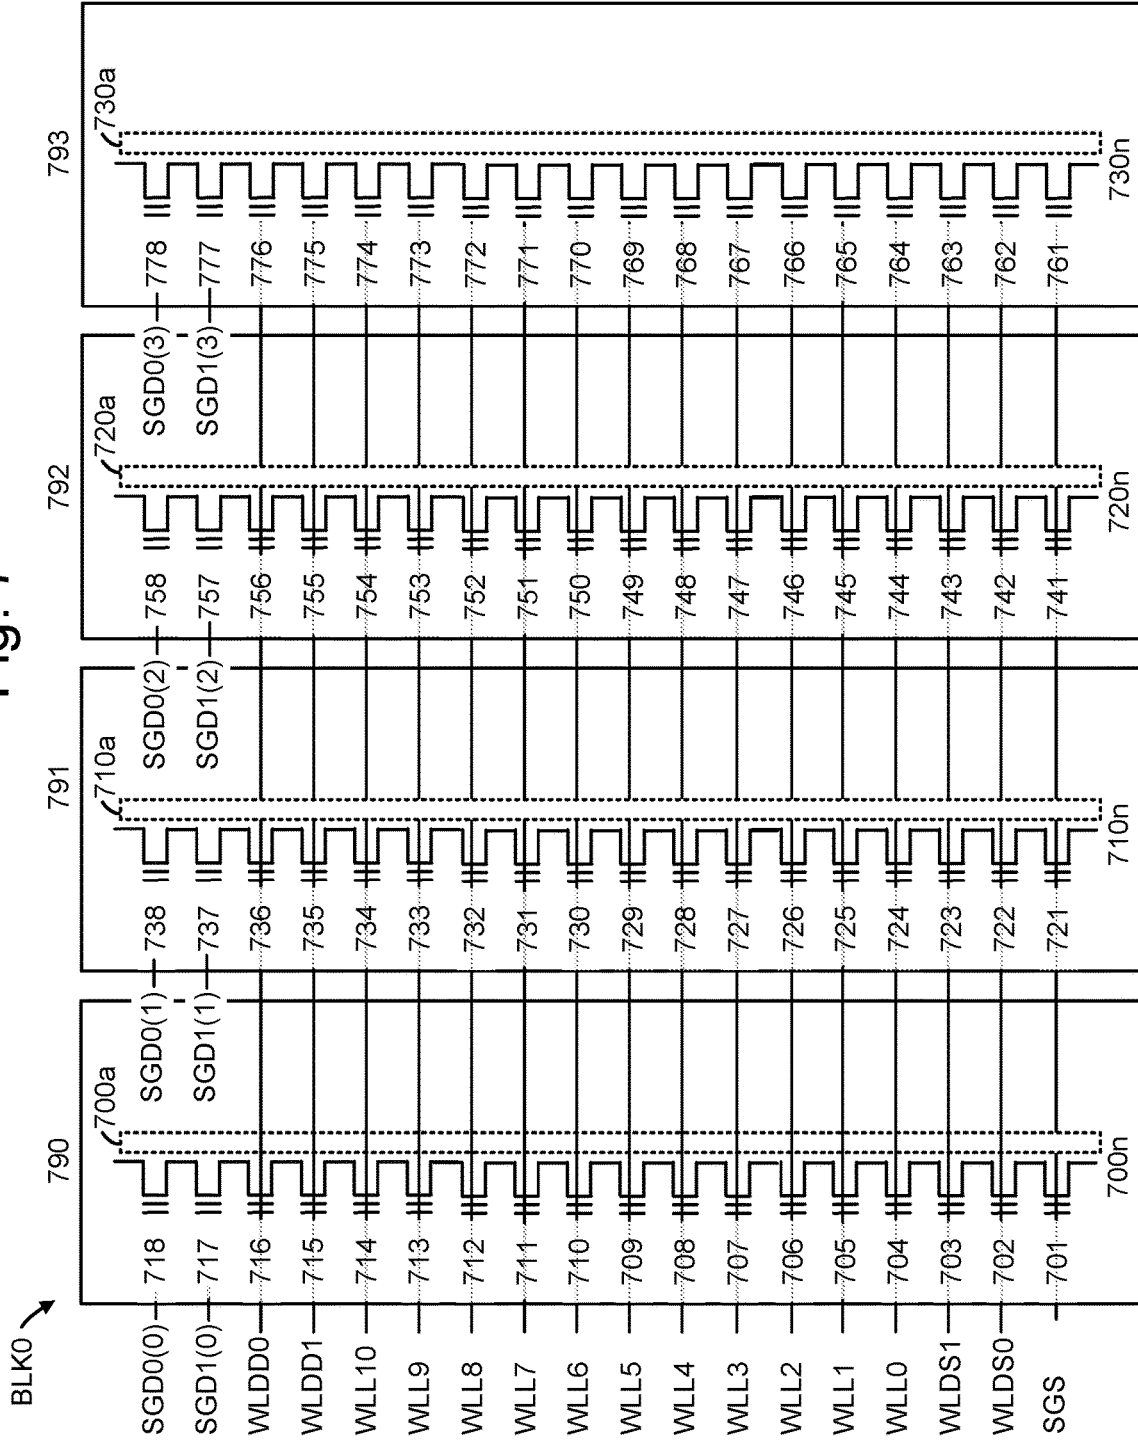 Fig. 7
BLK0
790 791 792 793
700a 710a 720a 730a
SGD0(0) 718 SGD0(1) 738 SGD0(2) 758 SGD0(3) 778
SGD1(0) 717 SGD1(1) 737 SGD1(2) 757 SGD1(3) 777
WLDD0 716 736 756 776
WLDD1 715 735 755 775
WLL10 714 734 754 774
WLL9 713 733 753 773
WLL8 712 732 752 772
WLL7 711 731 751 771
WLL6 710 730 750 770
WLL5 709 729 749 769
WLL4 708 728 748 768
WLL3 707 727 747 767
WLL2 706 726 746 766
WLL1 705 725 745 765
WLL0 704 724 744 764
WLDS1 703 723 743 763
WLDS0 702 722 742 762
SGS 701 721 741 761
700n 710n 720n 730n